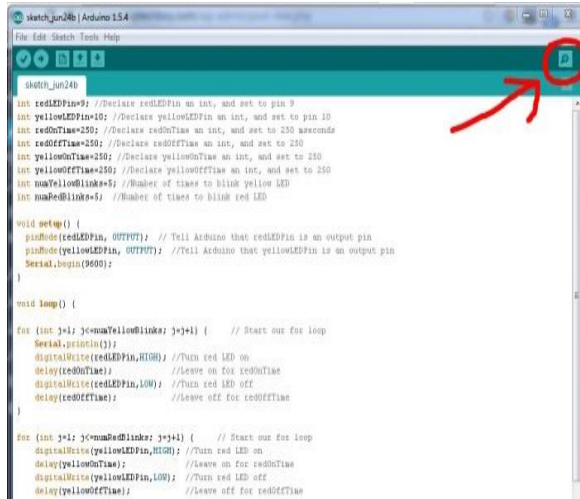 sketch_jun24b | Arduino 1.5.4
File Edit Sketch Tools Help
sketch_jun24b
int redLEDPin=9; //Declare redLEDPin an int, and set to pin 9
int yellowLEDPin=10; //Declare yellowLEDPin an int, and set to pin 10
int redOnTime=250; //Declare redOnTime an int, and set to 250 mseconds
int redOffTime=250; //Declare redOffTime an int, and set to 250
int yellowOnTime=250; //Declare yellowOnTime an int, and set to 250
int yellowOffTime=250; //Declare yellowOffTime an int, and set to 250
int numYellowBlinks=5; //Number of times to blink yellow LED
int numRedBlinks=5; //Number of times to blink red LED
void setup() {
pinMode(redLEDPin, OUTPUT); // Tell Arduino that redLEDPin is an output pin
pinMode(yellowLEDPin, OUTPUT); //Tell Arduino that yellowLEDPin is an output pin
Serial.begin(9600);
}
void loop() {
for (int j=1; j<=numYellowBlinks; j=j+1) { // Start our for loop
Serial.println(j);
digitalWrite(redLEDPin,HIGH); //Turn red LED on
delay(redOnTime); //Leave on for redOnTime
digitalWrite(redLEDPin,LOW); //Turn red LED off
delay(redOffTime); //Leave off for redOffTime
}
for (int j=1; j<=numRedBlinks; j=j+1) { // Start our for loop
digitalWrite(yellowLEDPin,HIGH); //Turn red LED on
delay(yellowOnTime); //Leave on for redOnTime
digitalWrite(yellowLEDPin,LOW); //Turn red LED off
delay(yellowOffTime); //Leave off for redOffTime